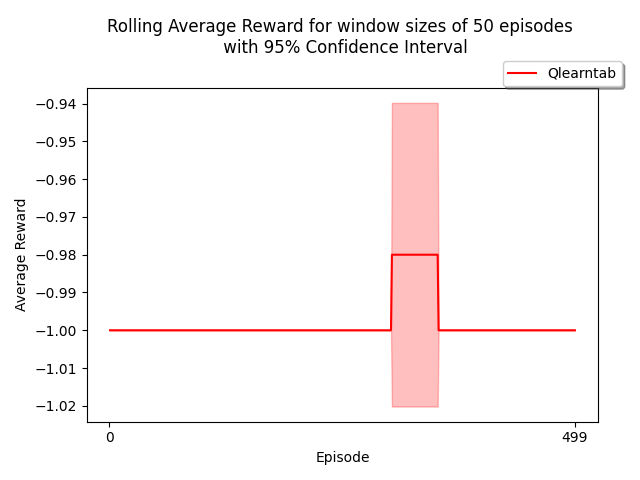 Rolling Average Reward for window sizes of 50 episodes
with 95% Confidence Interval
Qlearntab
−0.94
−0.95
−0.96
−0.97
−0.98
−0.99
−1.00
−1.01
−1.02
Average Reward
0
499
Episode